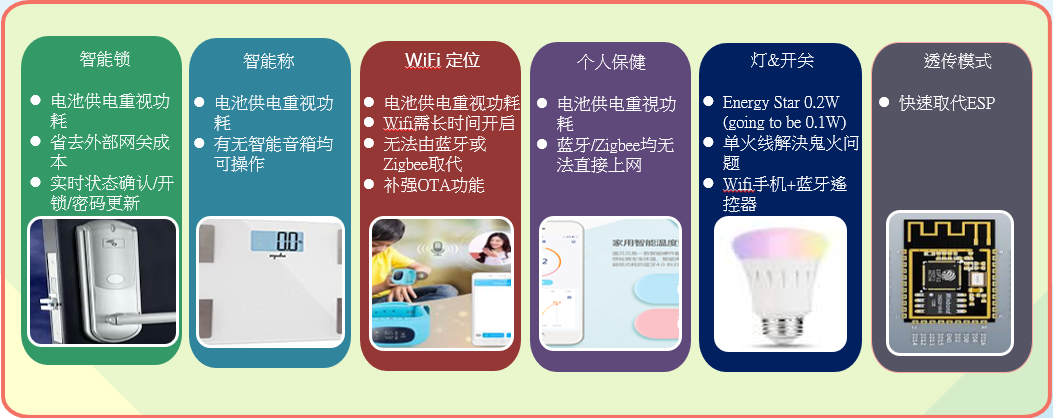 智能锁
电池供电重视功
耗
省去外部网关成
本
实时状态确认/开
锁/密码更新
智能称
电池供电重视功
耗
有无智能音箱均
可操作
0.0
WiFi 定位
电池供电重视功耗
Wifi需长时间开启
无法由蓝牙或
Zigbee取代
补强OTA功能
个人保健
电池供电重視功
耗
蓝牙/Zigbee均无
法直接上网
家用智能温度
灯&开关
Energy Star 0.2W
(going to be 0.1W)
单火线解決鬼火问
题
Wifi手机+蓝牙遙
控器
透传模式
快速取代ESP